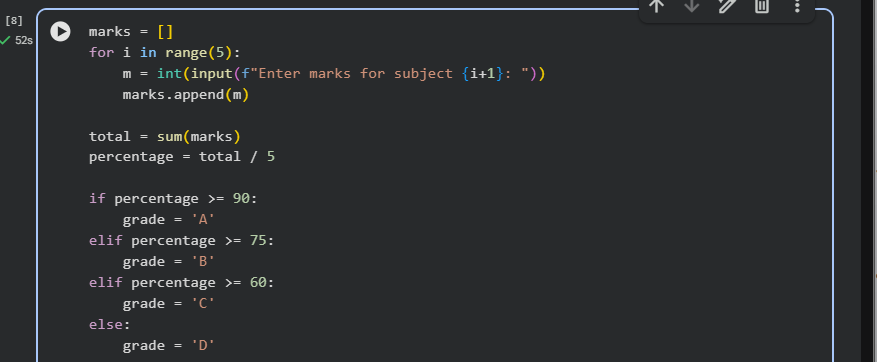 [8]
52s
marks = []
for i in range(5):
    m = int(input(f"Enter marks for subject {i+1}: "))
    marks.append(m)

total = sum(marks)
percentage = total / 5

if percentage >= 90:
    grade = 'A'
elif percentage >= 75:
    grade = 'B'
elif percentage >= 60:
    grade = 'C'
else:
    grade = 'D'